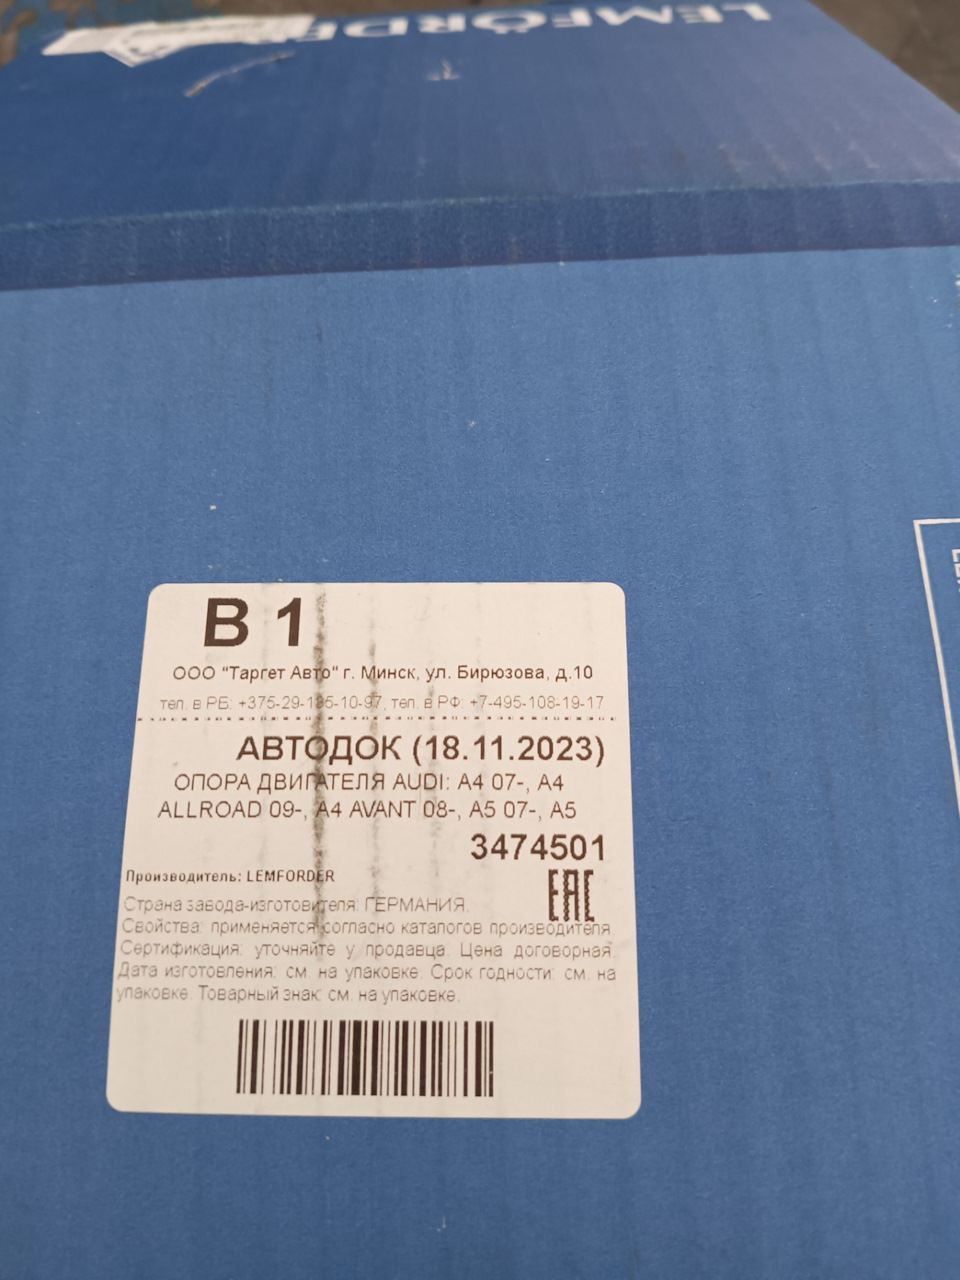 LEMFÖRDER
B 1
ООО "Таргет Авто" г. Минск, ул. Бирюзова, д.10
тел. в РБ: +375-29-185-10-97, тел. в РФ: +7-495-108-19-17
АВТОДОК (18.11.2023)
ОПОРА ДВИГАТЕЛЯ AUDI: A4 07-, A4
ALLROAD 09-, A4 AVANT 08-, A5 07-, A5
3474501
Производитель: LEMFORDER
EAC
Страна завода-изготовителя: ГЕРМАНИЯ.
Свойства: применяется согласно каталогов производителя.
Сертификация: уточняйте у продавца. Цена договорная.
Дата изготовления: см. на упаковке. Срок годности: см. на
упаковке. Товарный знак: см. на упаковке.